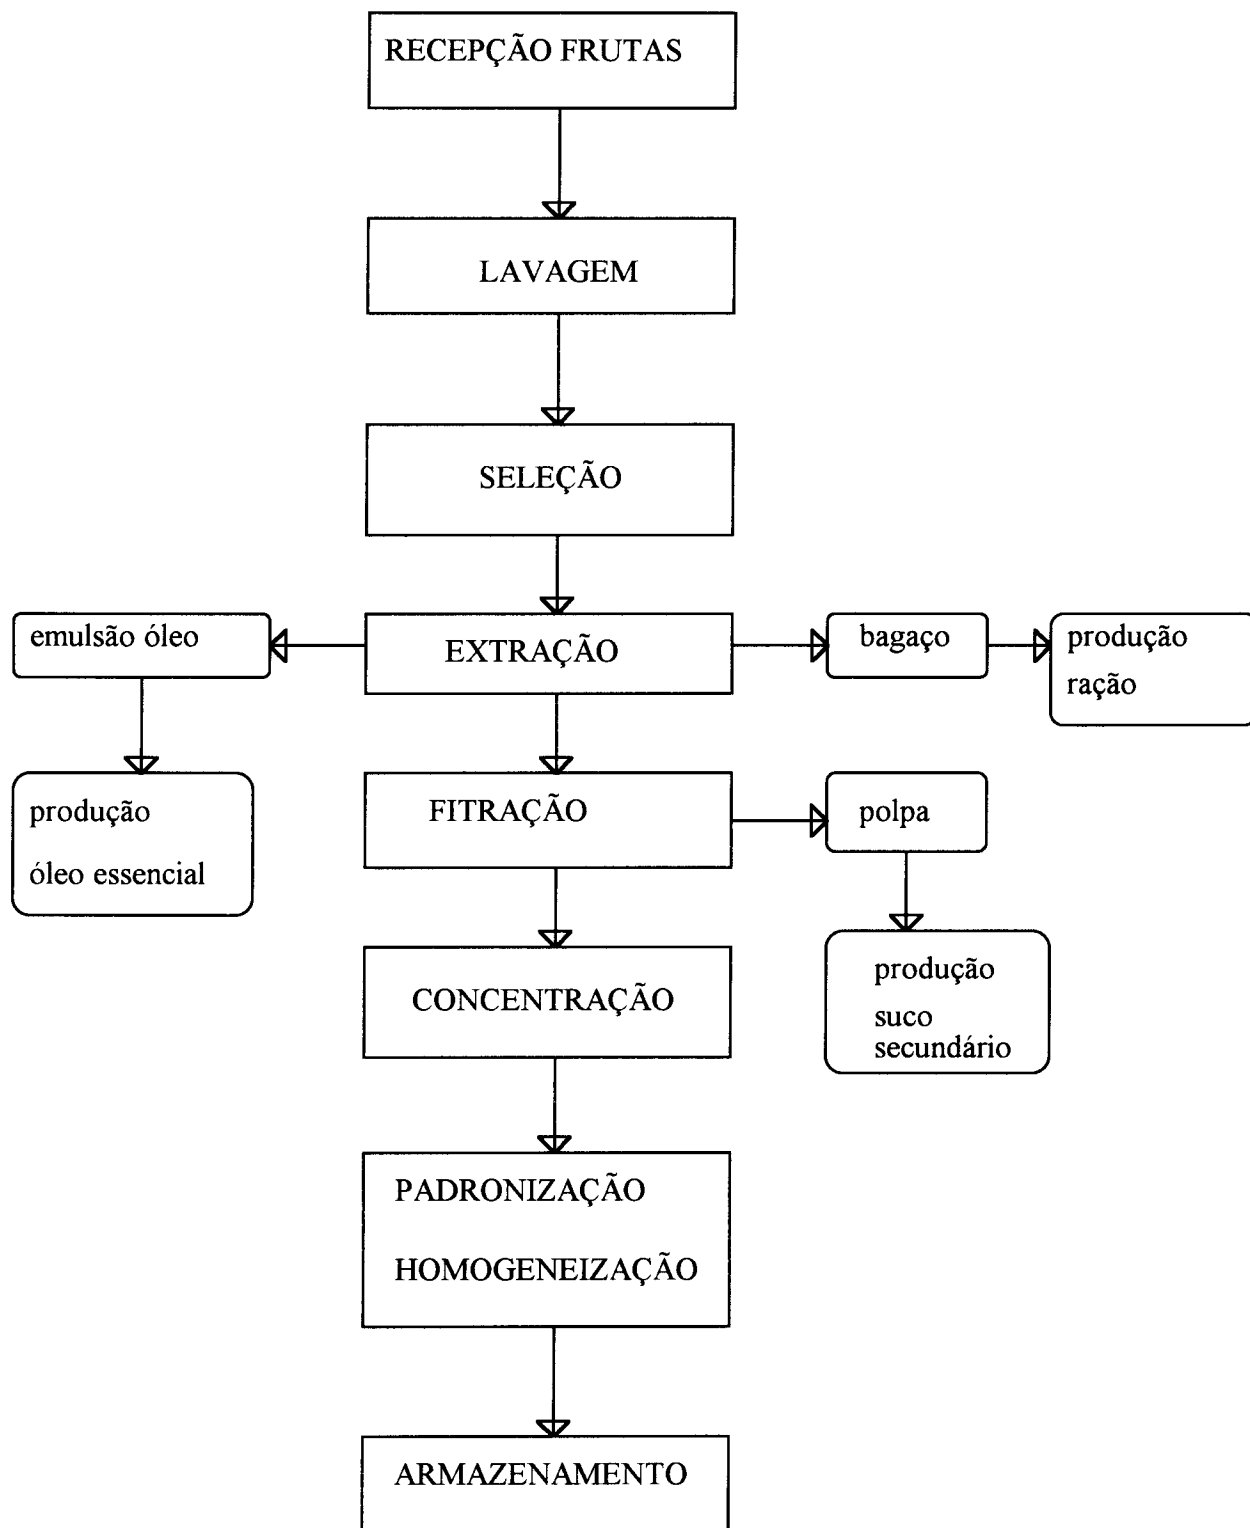 RECEPÇÃO FRUTAS
LAVAGEM
SELEÇÃO
emulsão óleo
EXTRAÇÃO
bagaço
produção
ração
produção
óleo essencial
FITRAÇÃO
polpa
produção
suco
secundário
CONCENTRAÇÃO
PADRONIZAÇÃO
HOMOGENEIZAÇÃO
ARMAZENAMENTO